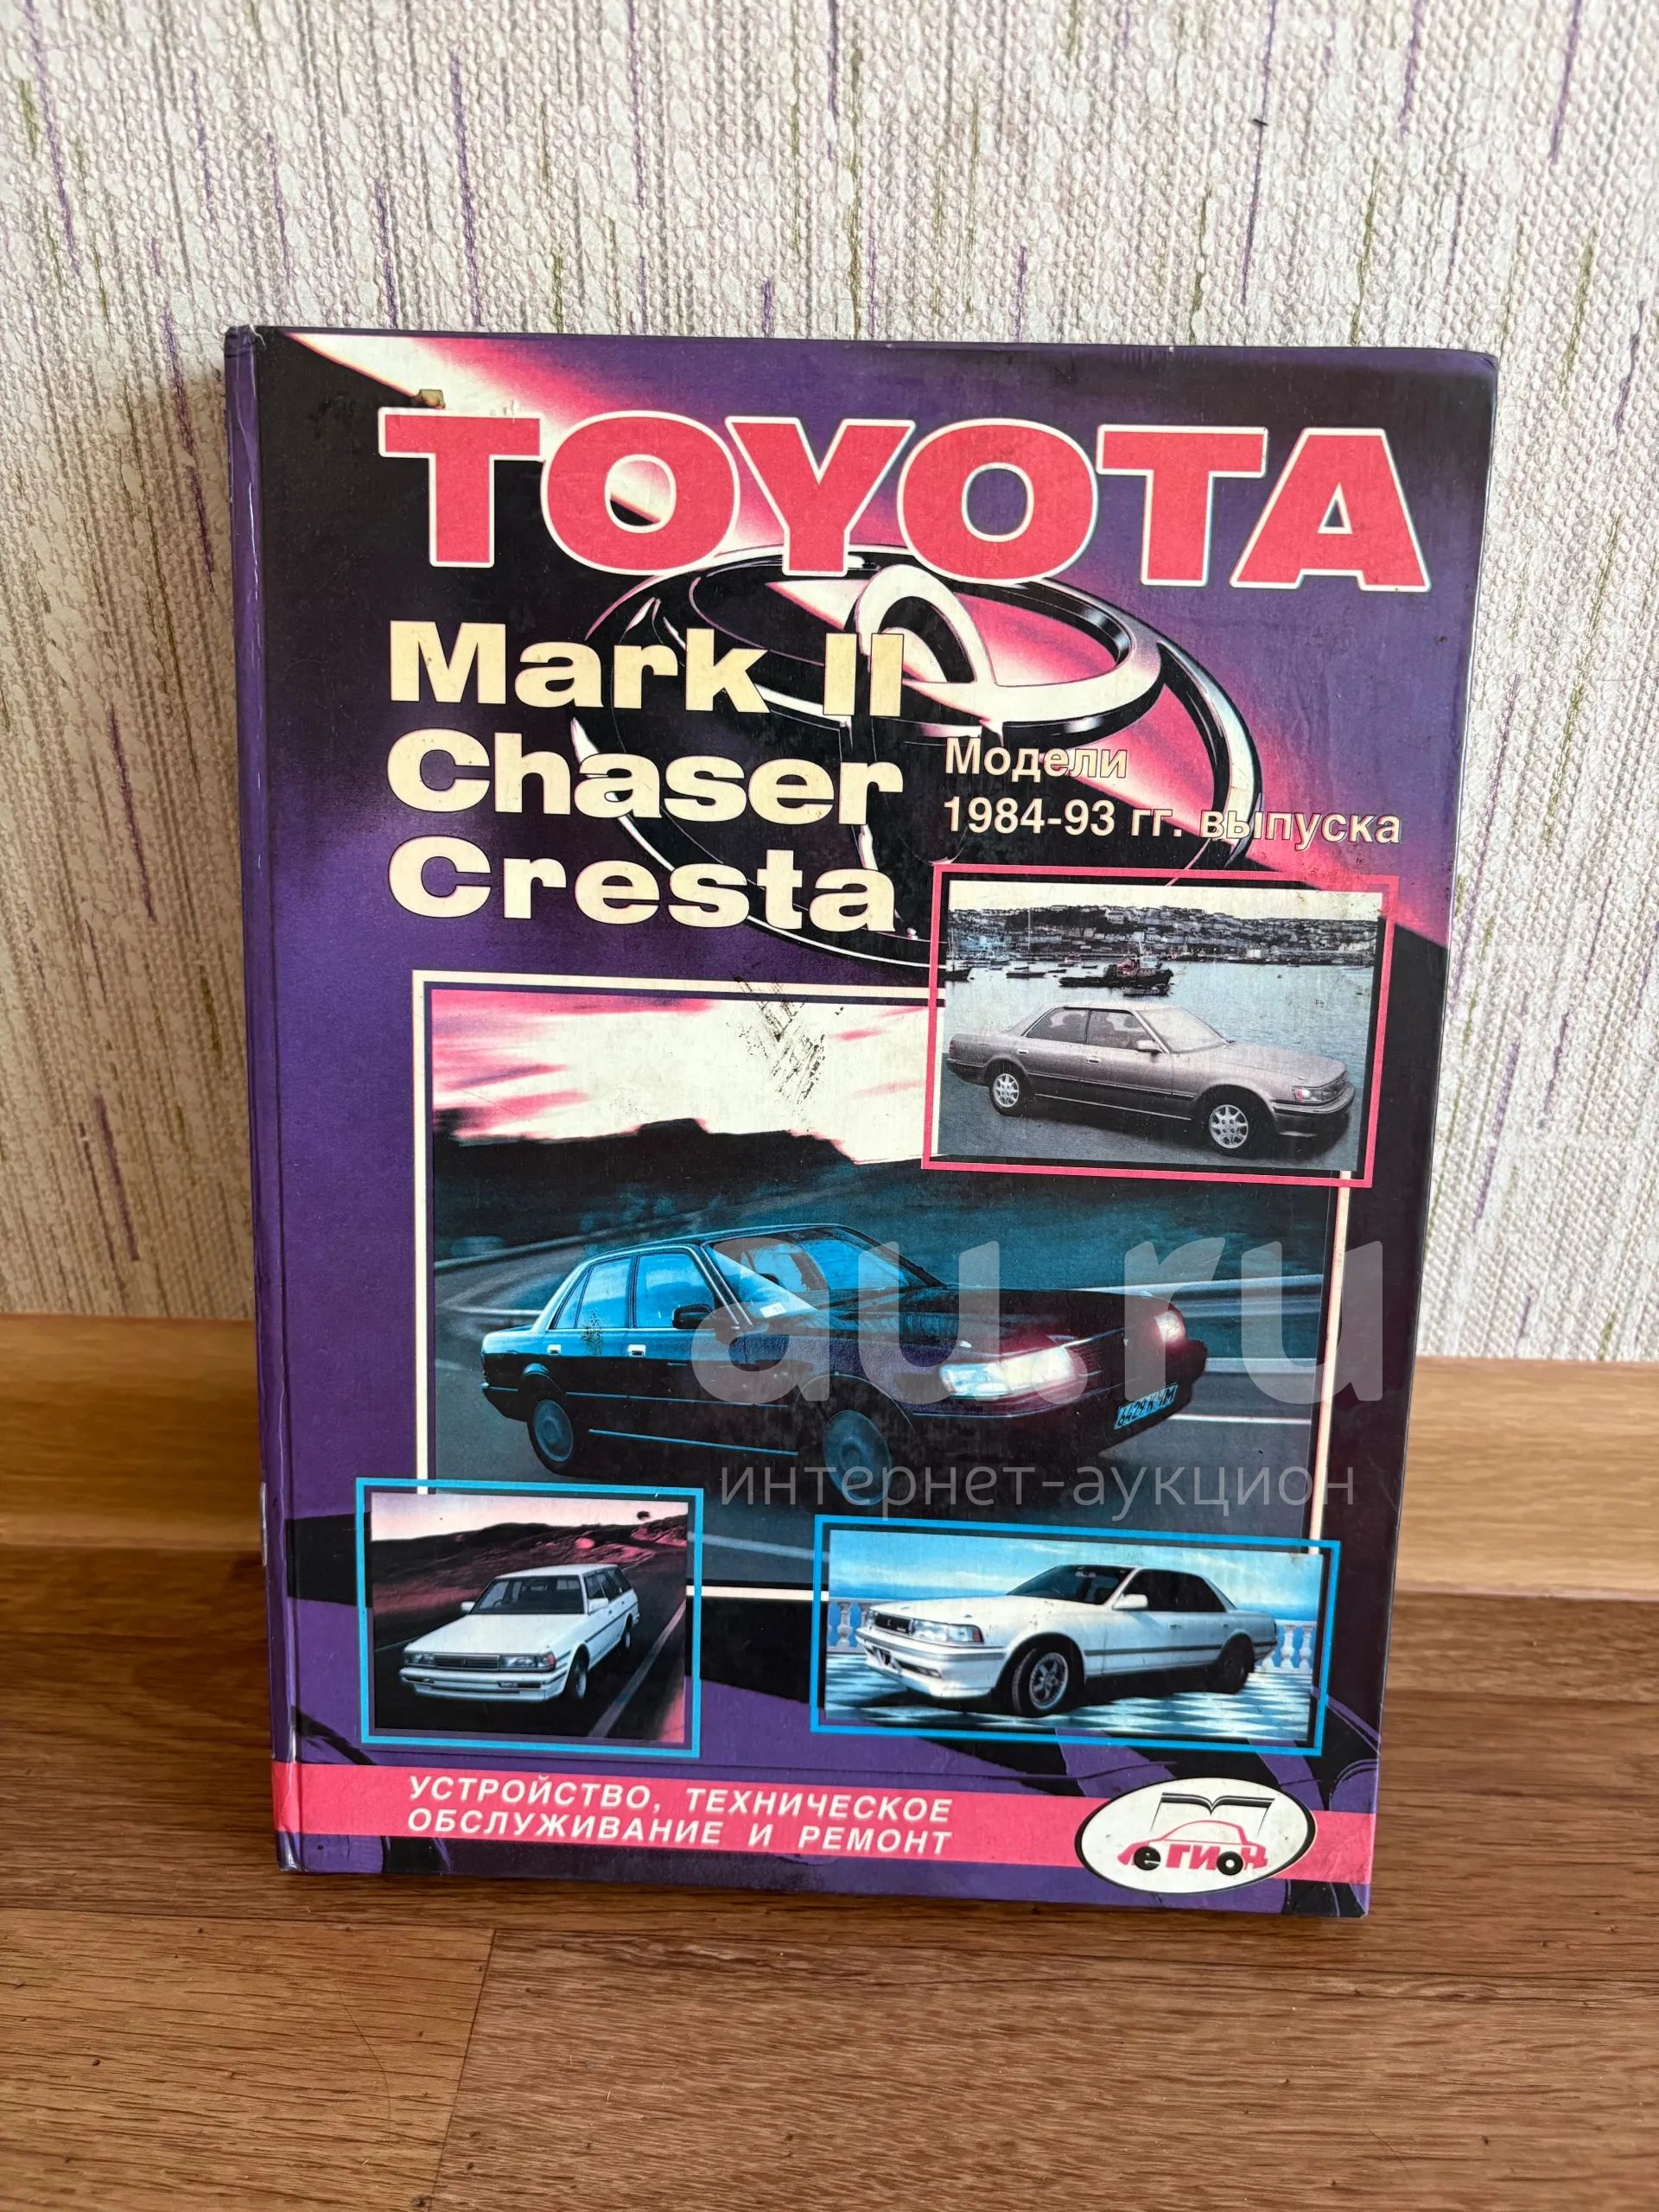 TOYOTA
Mark II
Chaser
Cresta
Модели
1984-93 гг. выпуска
au.ru
интернет-аукцион
УСТРОЙСТВО, ТЕХНИЧЕСКОЕ
ОБСЛУЖИВАНИЕ И РЕМОНТ
Легион